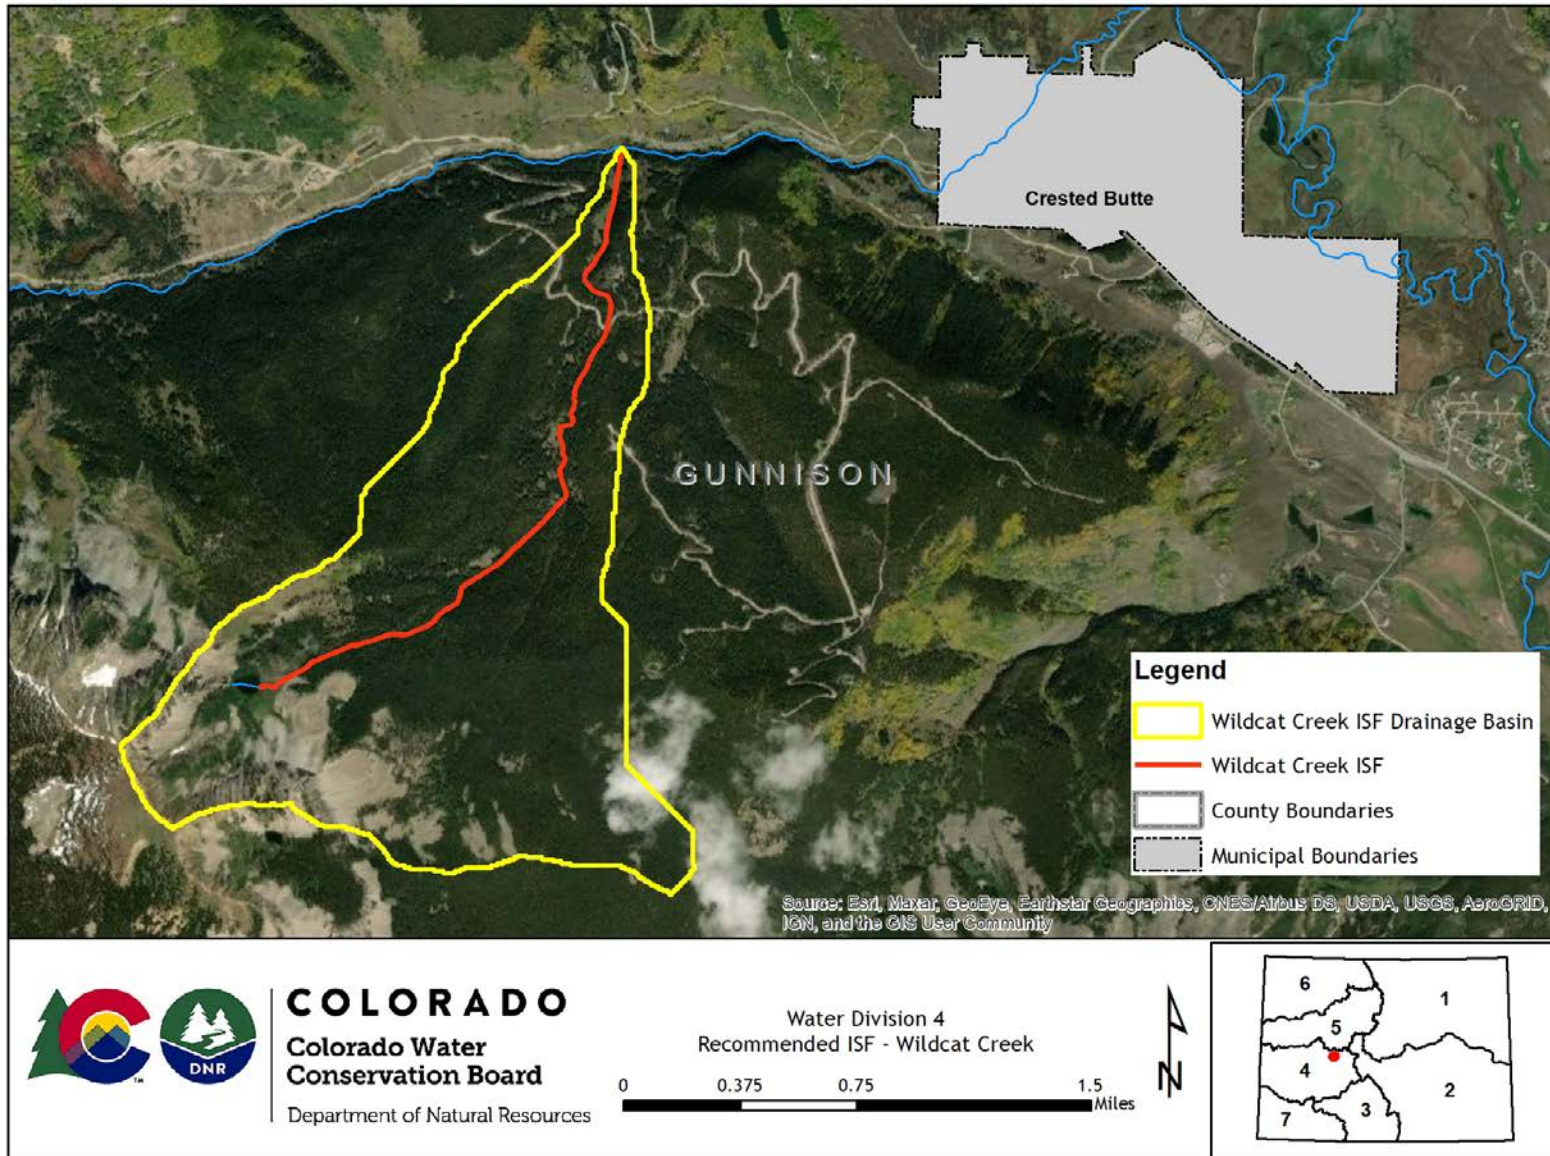 Crested Butte
GUNNISON
Legend
Wildcat Creek ISF Drainage Basin
Wildcat Creek ISF
County Boundaries
Municipal Boundaries
Source: Esri, Maxar, GeoEye, Earthstar Geographics, CNES/Airbus DS, USDA, USGS, AeroGRID,
IGN, and the GIS User Community
DNR
TM
COLORADO
Colorado Water
Conservation Board
Department of Natural Resources
Water Division 4
Recommended ISF - Wildcat Creek
0 0.375 0.75 1.5
Miles
N
6
1
5
4
2
3
7